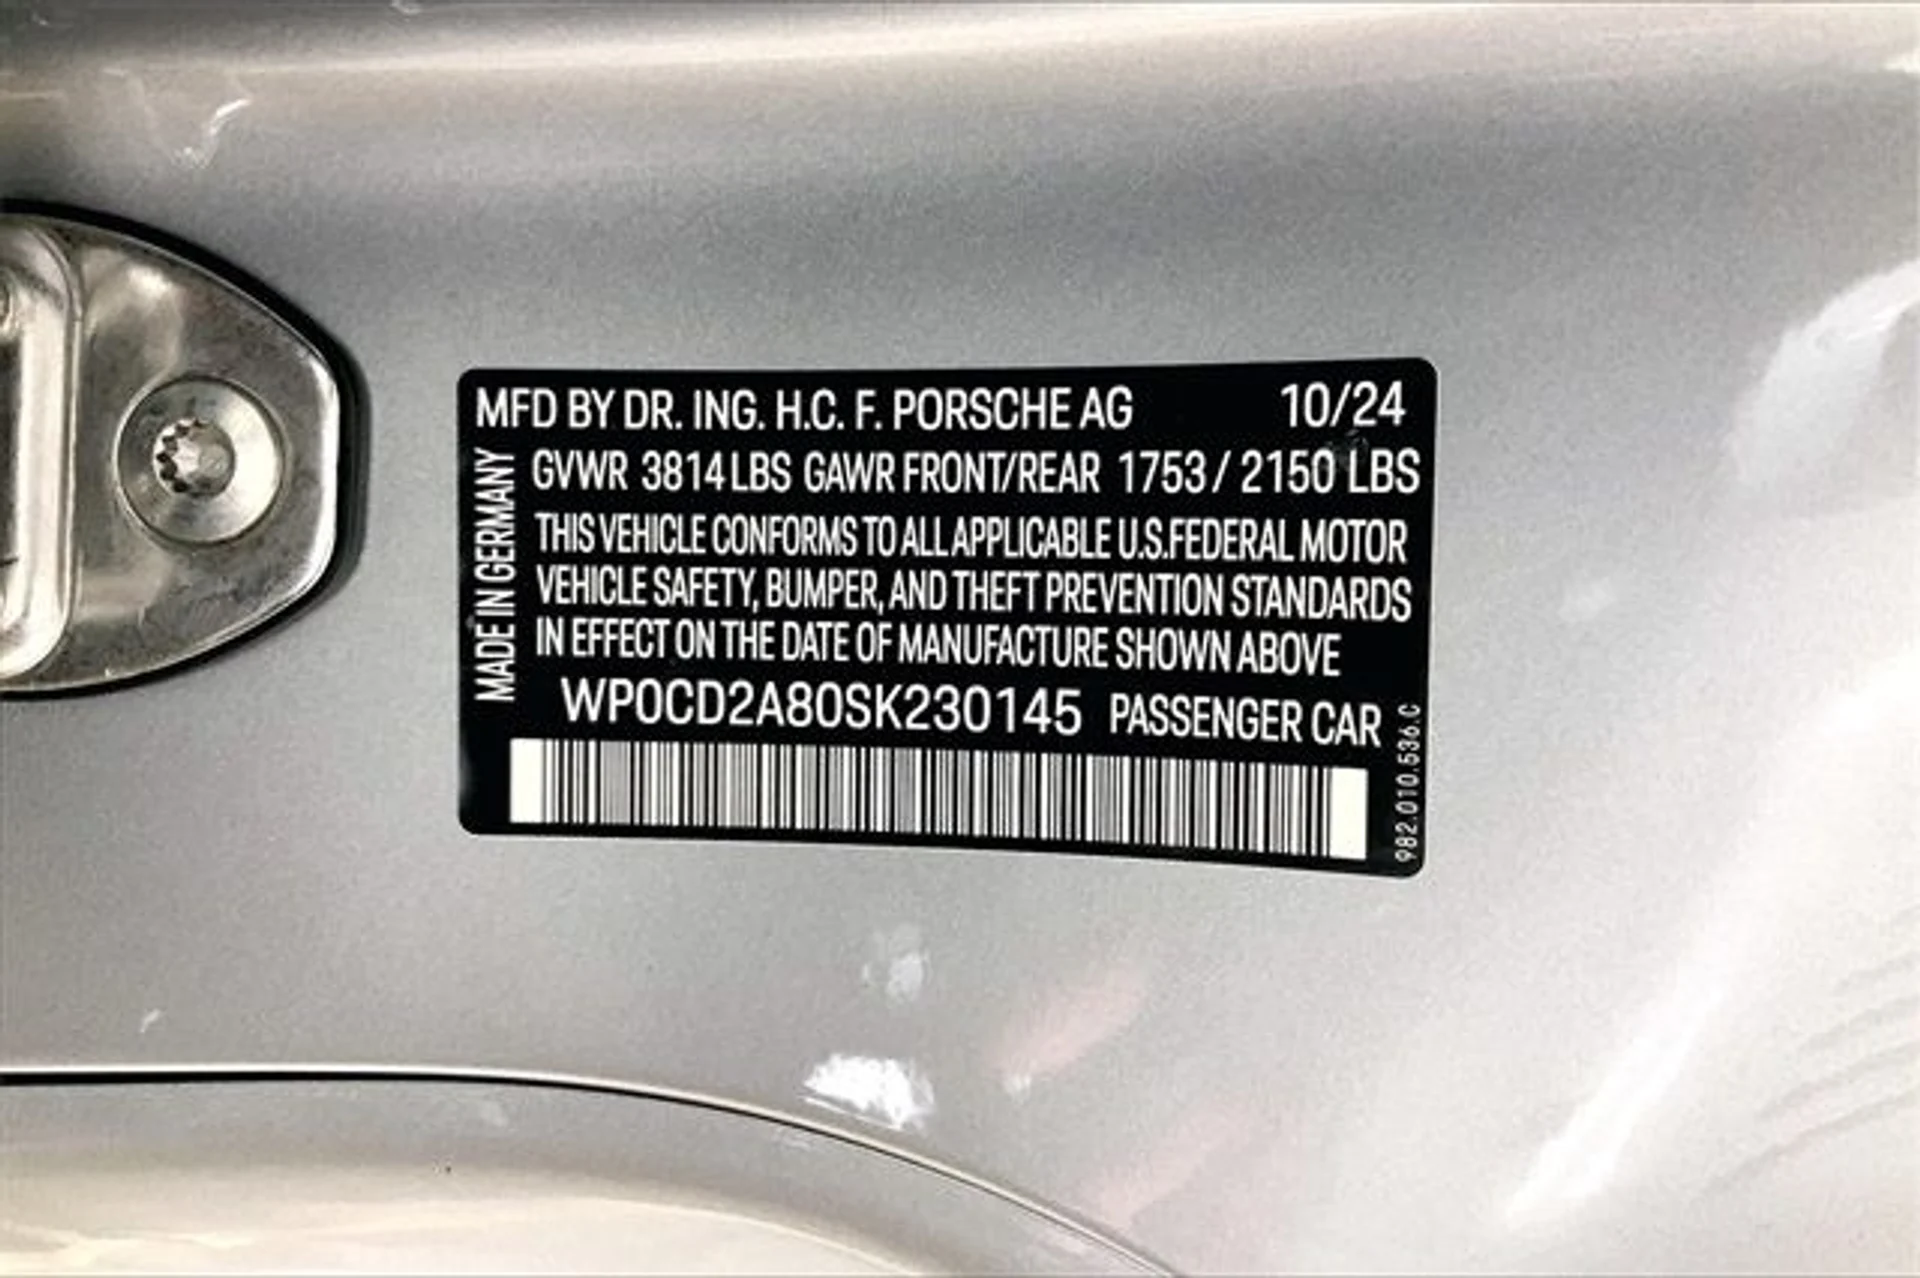 MFD BY DR. ING. H.C. F. PORSCHE AG 10/24
MADE IN GERMANY
GVWR 3814 LBS GAWR FRONT/REAR 1753 / 2150 LBS
THIS VEHICLE CONFORMS TO ALL APPLICABLE U.S.FEDERAL MOTOR
VEHICLE SAFETY, BUMPER, AND THEFT PREVENTION STANDARDS
IN EFFECT ON THE DATE OF MANUFACTURE SHOWN ABOVE
WP0CD2A80SK230145 PASSENGER CAR
982.010.536.C